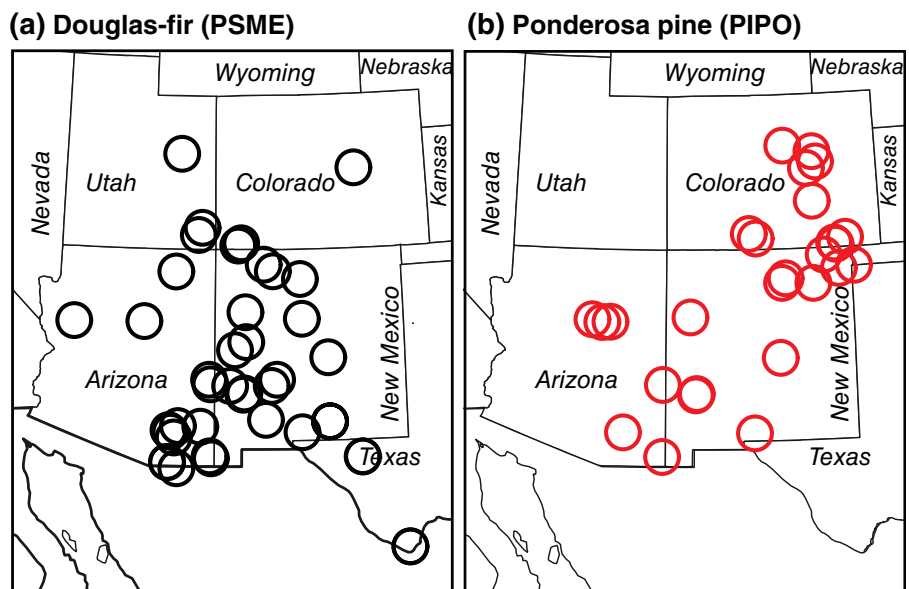 (a) Douglas-fir (PSME)
Wyoming
Nebraska
Nevada
Utah
Colorado
Kansas
Arizona
New Mexico
Texas
(b) Ponderosa pine (PIPO)
Wyoming
Nebraska
Nevada
Utah
Colorado
Kansas
Arizona
New Mexico
Texas